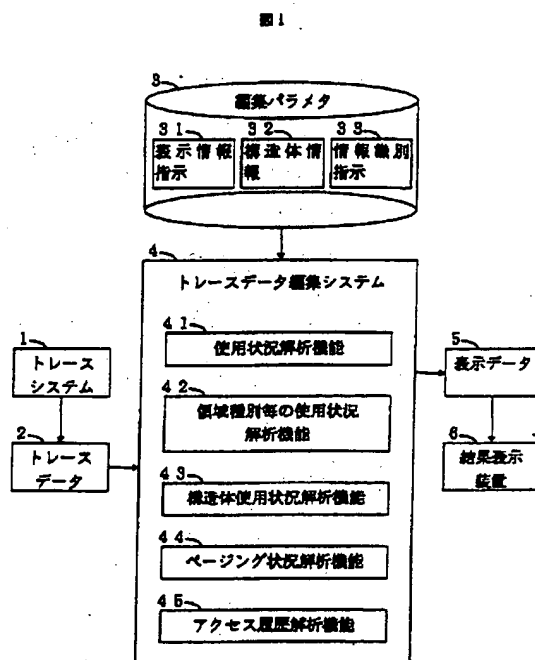 図1
3
編集パラメタ
31
32
33
表示情報
指示
構造体情
報
情報識別
指示
4
トレースデータ編集システム
41
使用状況解析機能
42
領域種別毎の使用状況
解析機能
43
構造体使用状況解析機能
44
ページング状況解析機能
45
アクセス履歴解析機能
1
トレース
システム
2
トレース
データ
5
表示データ
6
結果表示
装置